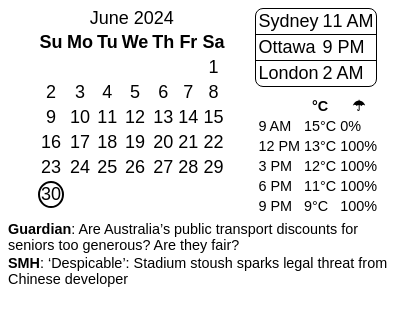 June 2024
Su Mo Tu We Th Fr Sa
1
2 3 4 5 6 7 8
9 10 11 12 13 14 15
16 17 18 19 20 21 22
23 24 25 26 27 28 29
30
Sydney 11 AM
Ottawa 9 PM
London 2 AM
°C ☂
9 AM 15°C 0%
12 PM 13°C 100%
3 PM 12°C 100%
6 PM 11°C 100%
9 PM 9°C 100%
Guardian: Are Australia’s public transport discounts for
seniors too generous? Are they fair?
SMH: ‘Despicable’: Stadium stoush sparks legal threat from
Chinese developer